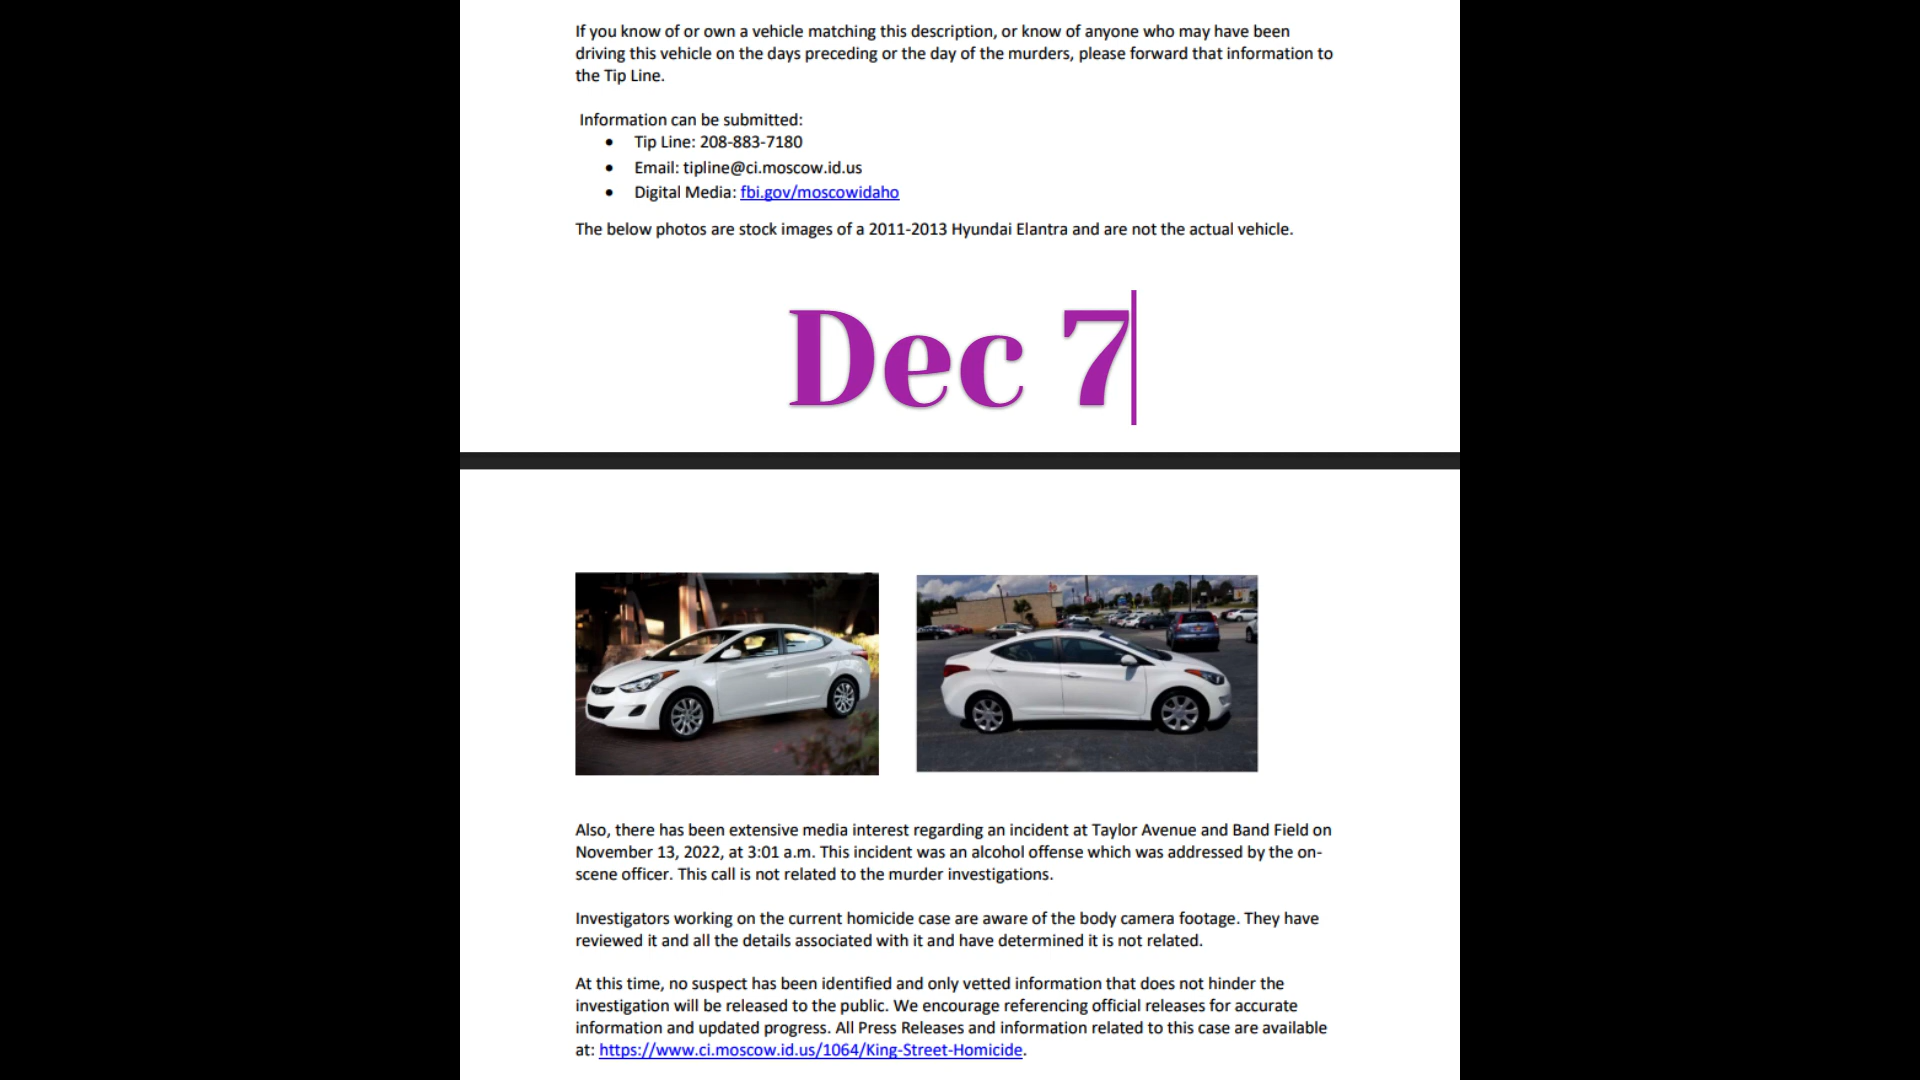 If you know of or own a vehicle matching this description, or know of anyone who may have been
driving this vehicle on the days preceding or the day of the murders, please forward that information to
the Tip Line.
Information can be submitted:
• Tip Line: 208-883-7180
• Email: tipline@ci.moscow.id.us
• Digital Media: fbi.gov/moscowidaho
The below photos are stock images of a 2011-2013 Hyundai Elantra and are not the actual vehicle.
Dec 7
Also, there has been extensive media interest regarding an incident at Taylor Avenue and Band Field on
November 13, 2022, at 3:01 a.m. This incident was an alcohol offense which was addressed by the on-
scene officer. This call is not related to the murder investigations.
Investigators working on the current homicide case are aware of the body camera footage. They have
reviewed it and all the details associated with it and have determined it is not related.
At this time, no suspect has been identified and only vetted information that does not hinder the
investigation will be released to the public. We encourage referencing official releases for accurate
information and updated progress. All Press Releases and information related to this case are available
at: https://www.ci.moscow.id.us/1064/King-Street-Homicide.